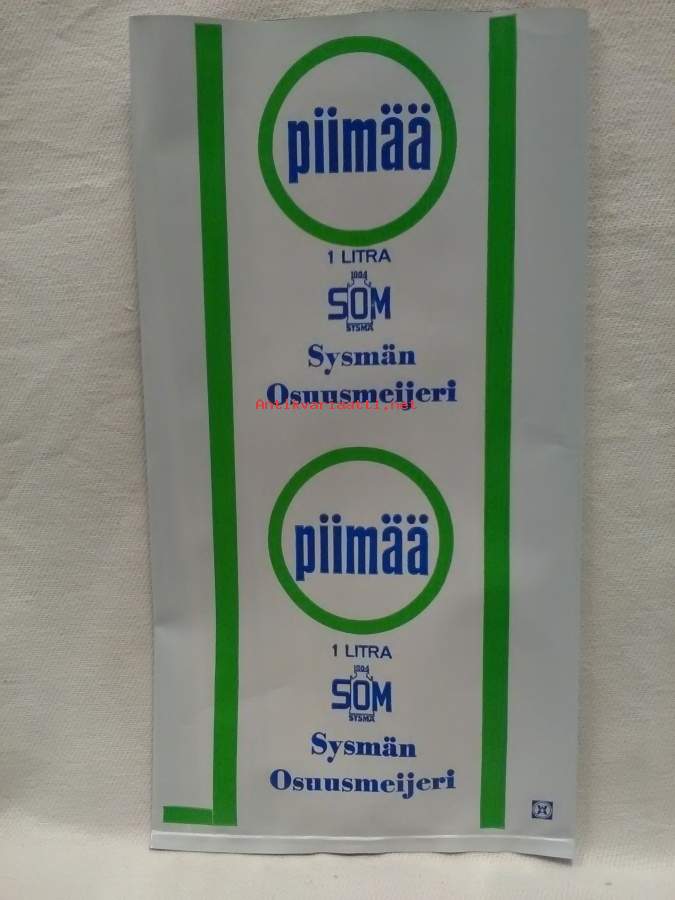 piimää
1 LITRA
1904
SOM
SYSMÄ
Sysmän
Osuusmeijeri
Antikvariaatti.net
piimää
1 LITRA
1904
SOM
SYSMÄ
Sysmän
Osuusmeijeri